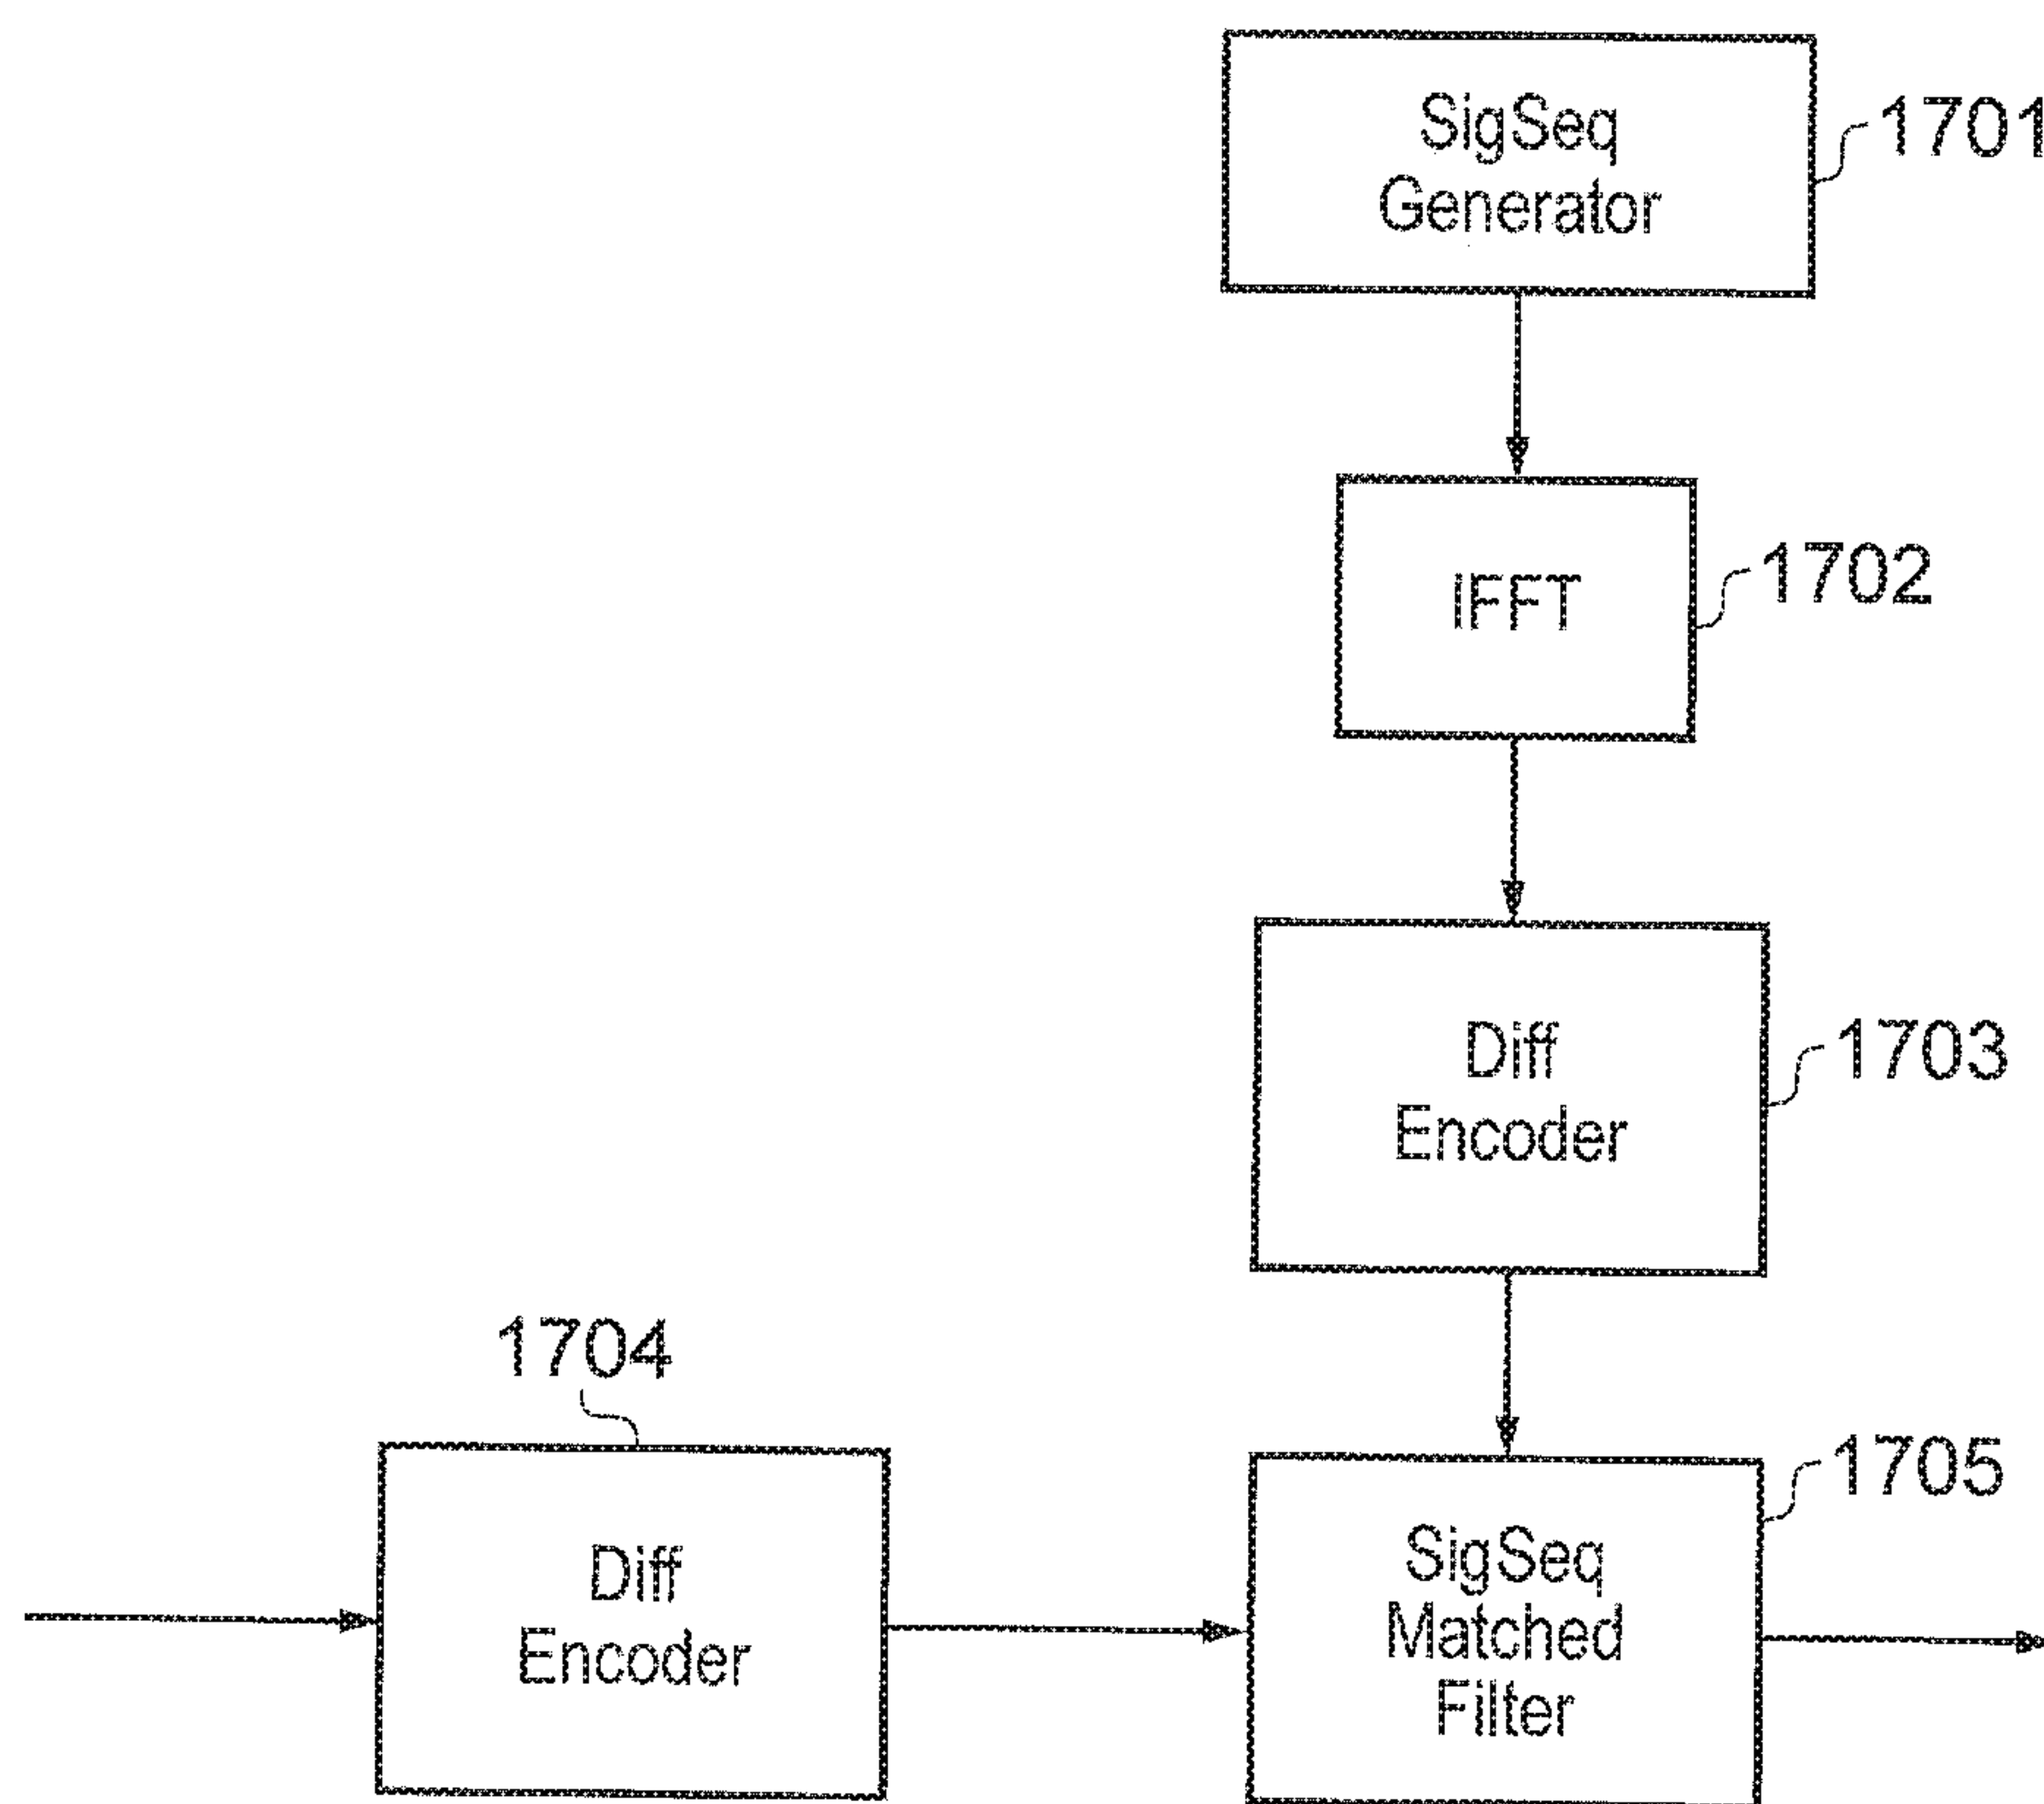 SigSeq
Generator
1701
IFFT
1702
Diff
Encoder
1703
1704
Diff
Encoder
SigSeq
Matched
Filter
1705